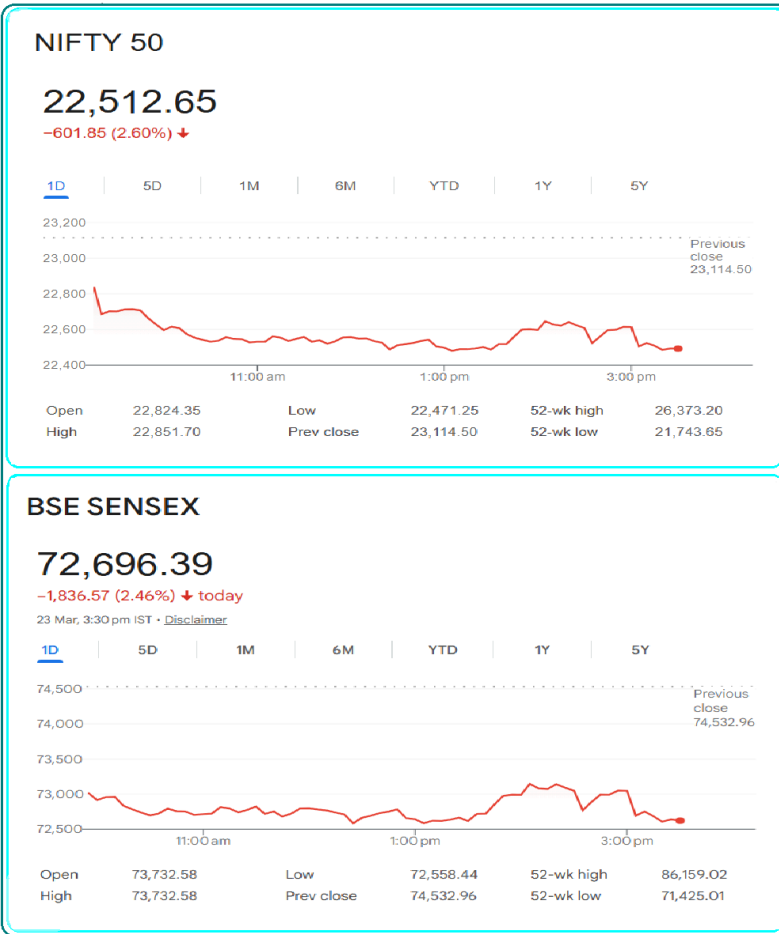 NIFTY 50
22,512.65
−601.85 (2.60%) ↓
1D 5D 1M 6M YTD 1Y 5Y
23,200
Previous
close
23,114.50
23,000
22,800
22,600
22,400
11:00 am 1:00 pm 3:00 pm
Open 22,824.35 Low 22,471.25 52-wk high 26,373.20
High 22,851.70 Prev close 23,114.50 52-wk low 21,743.65
BSE SENSEX
72,696.39
−1,836.57 (2.46%) ↓ today
23 Mar, 3:30 pm IST • Disclaimer
1D 5D 1M 6M YTD 1Y 5Y
74,500
Previous
close
74,532.96
74,000
73,500
73,000
72,500
11:00 am 1:00 pm 3:00 pm
Open 73,732.58 Low 72,558.44 52-wk high 86,159.02
High 73,732.58 Prev close 74,532.96 52-wk low 71,425.01